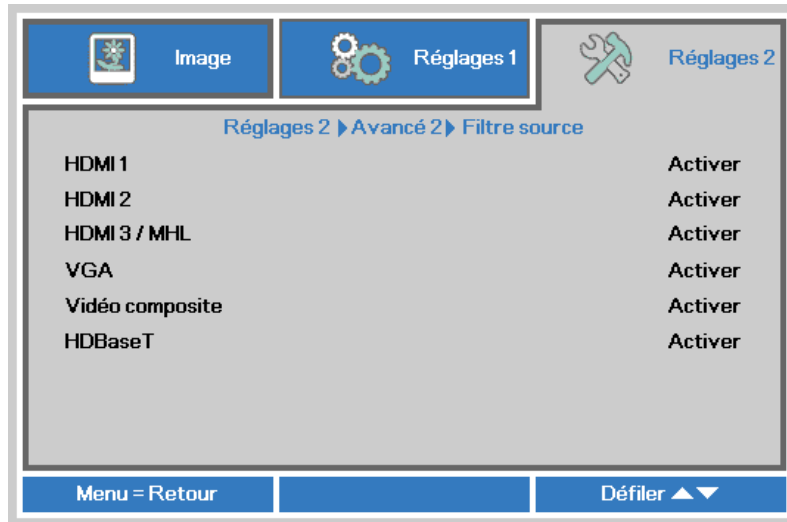 Image
Réglages 1
Réglages 2
Réglages 2 ▶ Avancé 2 ▶ Filtre source
HDMI 1 Activer
HDMI 2 Activer
HDMI 3 / MHL Activer
VGA Activer
Vidéo composite Activer
HDBaseT Activer
Menu = Retour
Défiler ▲▼